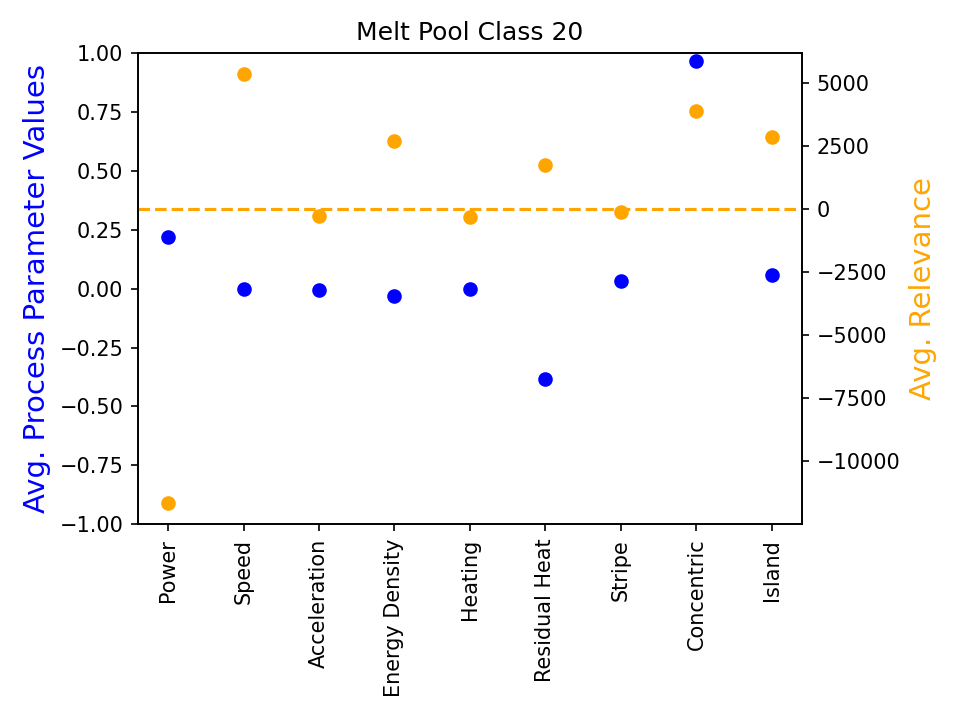 Melt Pool Class 20
Avg. Process Parameter Values
1.00
0.75
0.50
0.25
0.00
−0.25
−0.50
−0.75
−1.00
5000
2500
0
−2500
−5000
−7500
−10000
Avg. Relevance
Power
Speed
Acceleration
Energy Density
Heating
Residual Heat
Stripe
Concentric
Island